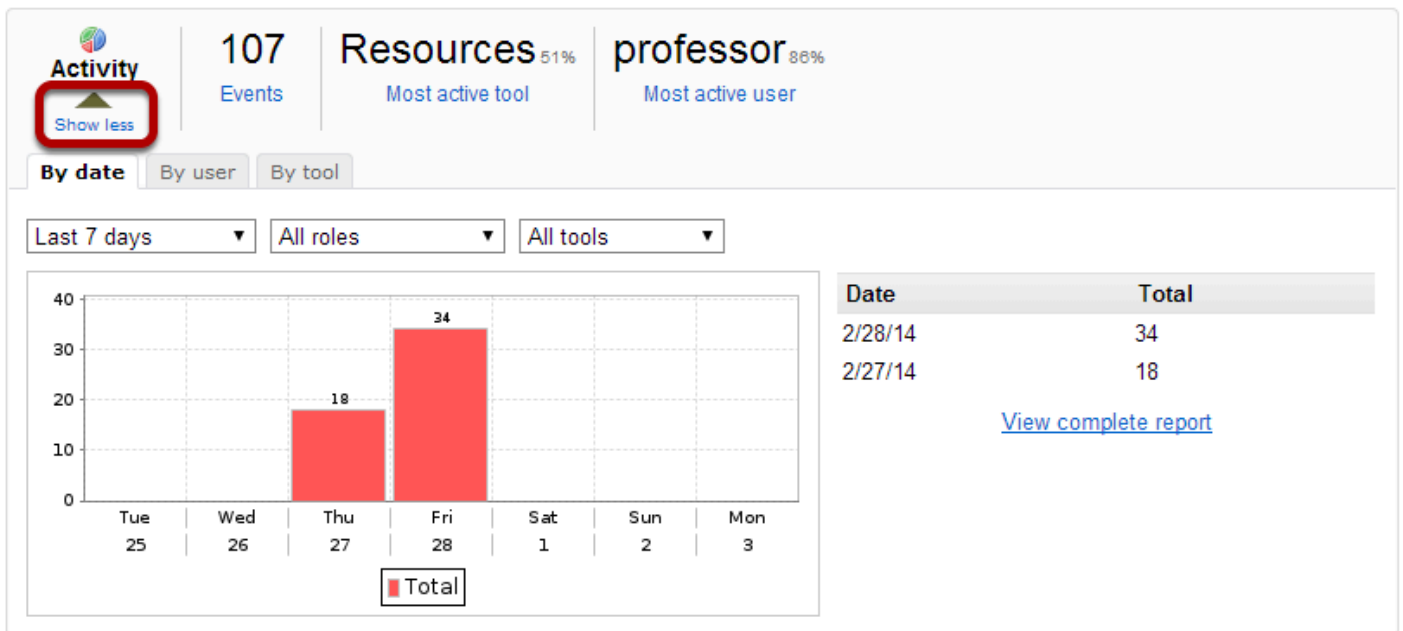 Activity
Show less
107
Events
Resources 51%
Most active tool
professor 86%
Most active user
By date By user By tool
Last 7 days All roles All tools
40
30
20
10
0
18
34
Tue Wed Thu Fri Sat Sun Mon
25 26 27 28 1 2 3
Total
Date Total
2/28/14 34
2/27/14 18
View complete report